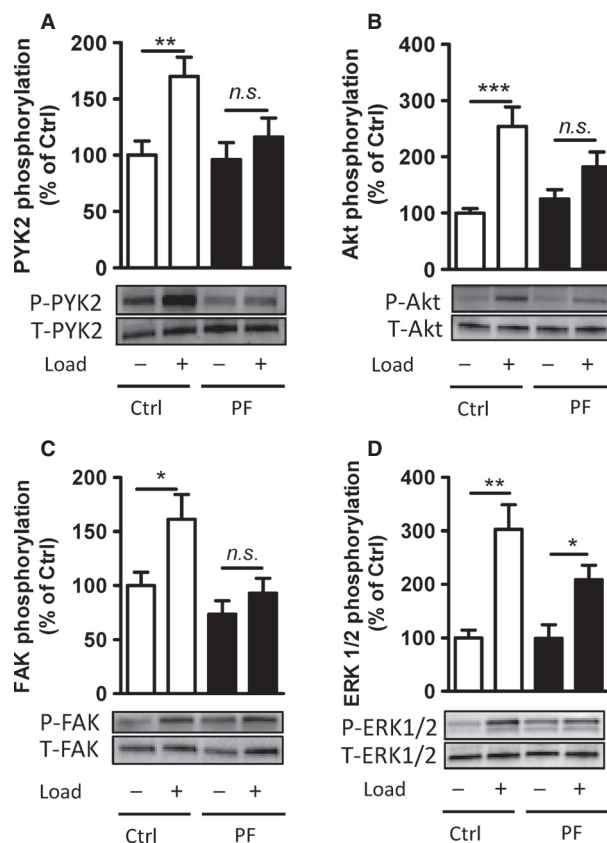 A
PYK2 phosphorylation
(% of Ctrl)
200
150
100
50
0
**
n.s.
P-PYK2
T-PYK2
Load – + – +
Ctrl PF
B
Akt phosphorylation
(% of Ctrl)
400
300
200
100
0
***
n.s.
P-Akt
T-Akt
Load – + – +
Ctrl PF
C
FAK phosphorylation
(% of Ctrl)
200
150
100
50
0
*
n.s.
P-FAK
T-FAK
Load – + – +
Ctrl PF
D
ERK 1/2 phosphorylation
(% of Ctrl)
400
300
200
100
0
**
*
P-ERK1/2
T-ERK1/2
Load – + – +
Ctrl PF